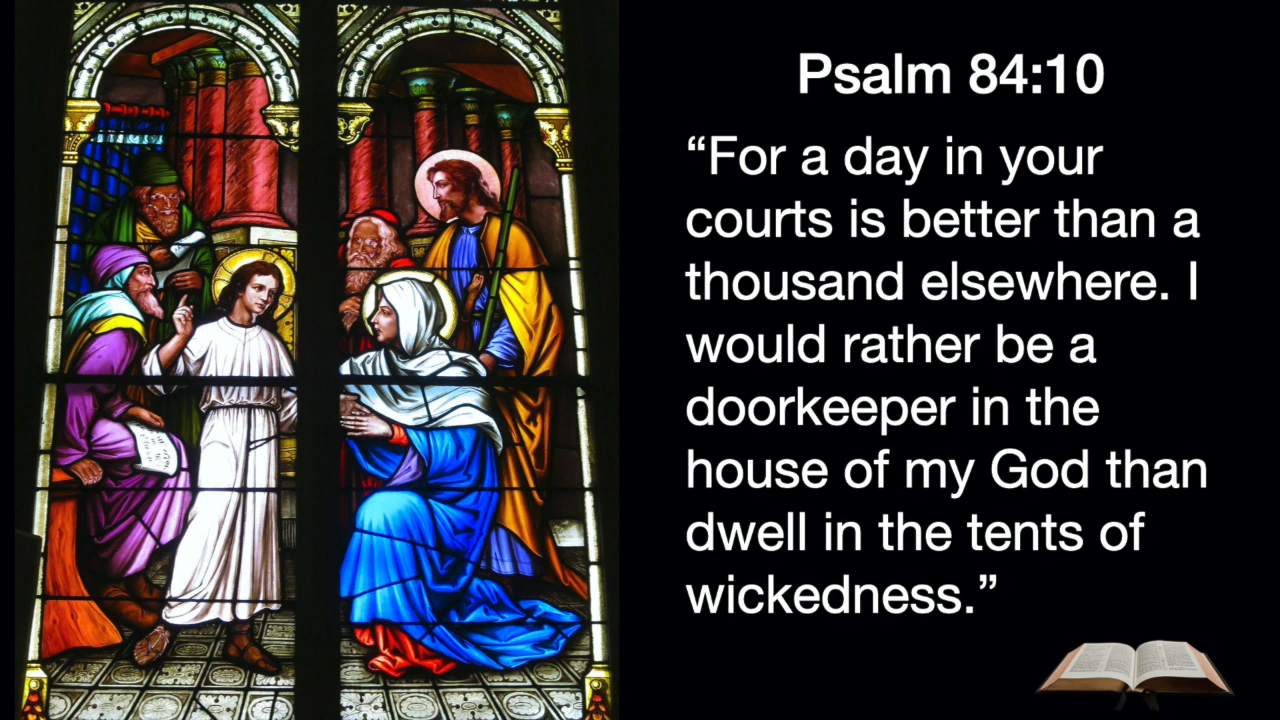 Psalm 84:10
“For a day in your
courts is better than a
thousand elsewhere. I
would rather be a
doorkeeper in the
house of my God than
dwell in the tents of
wickedness.”